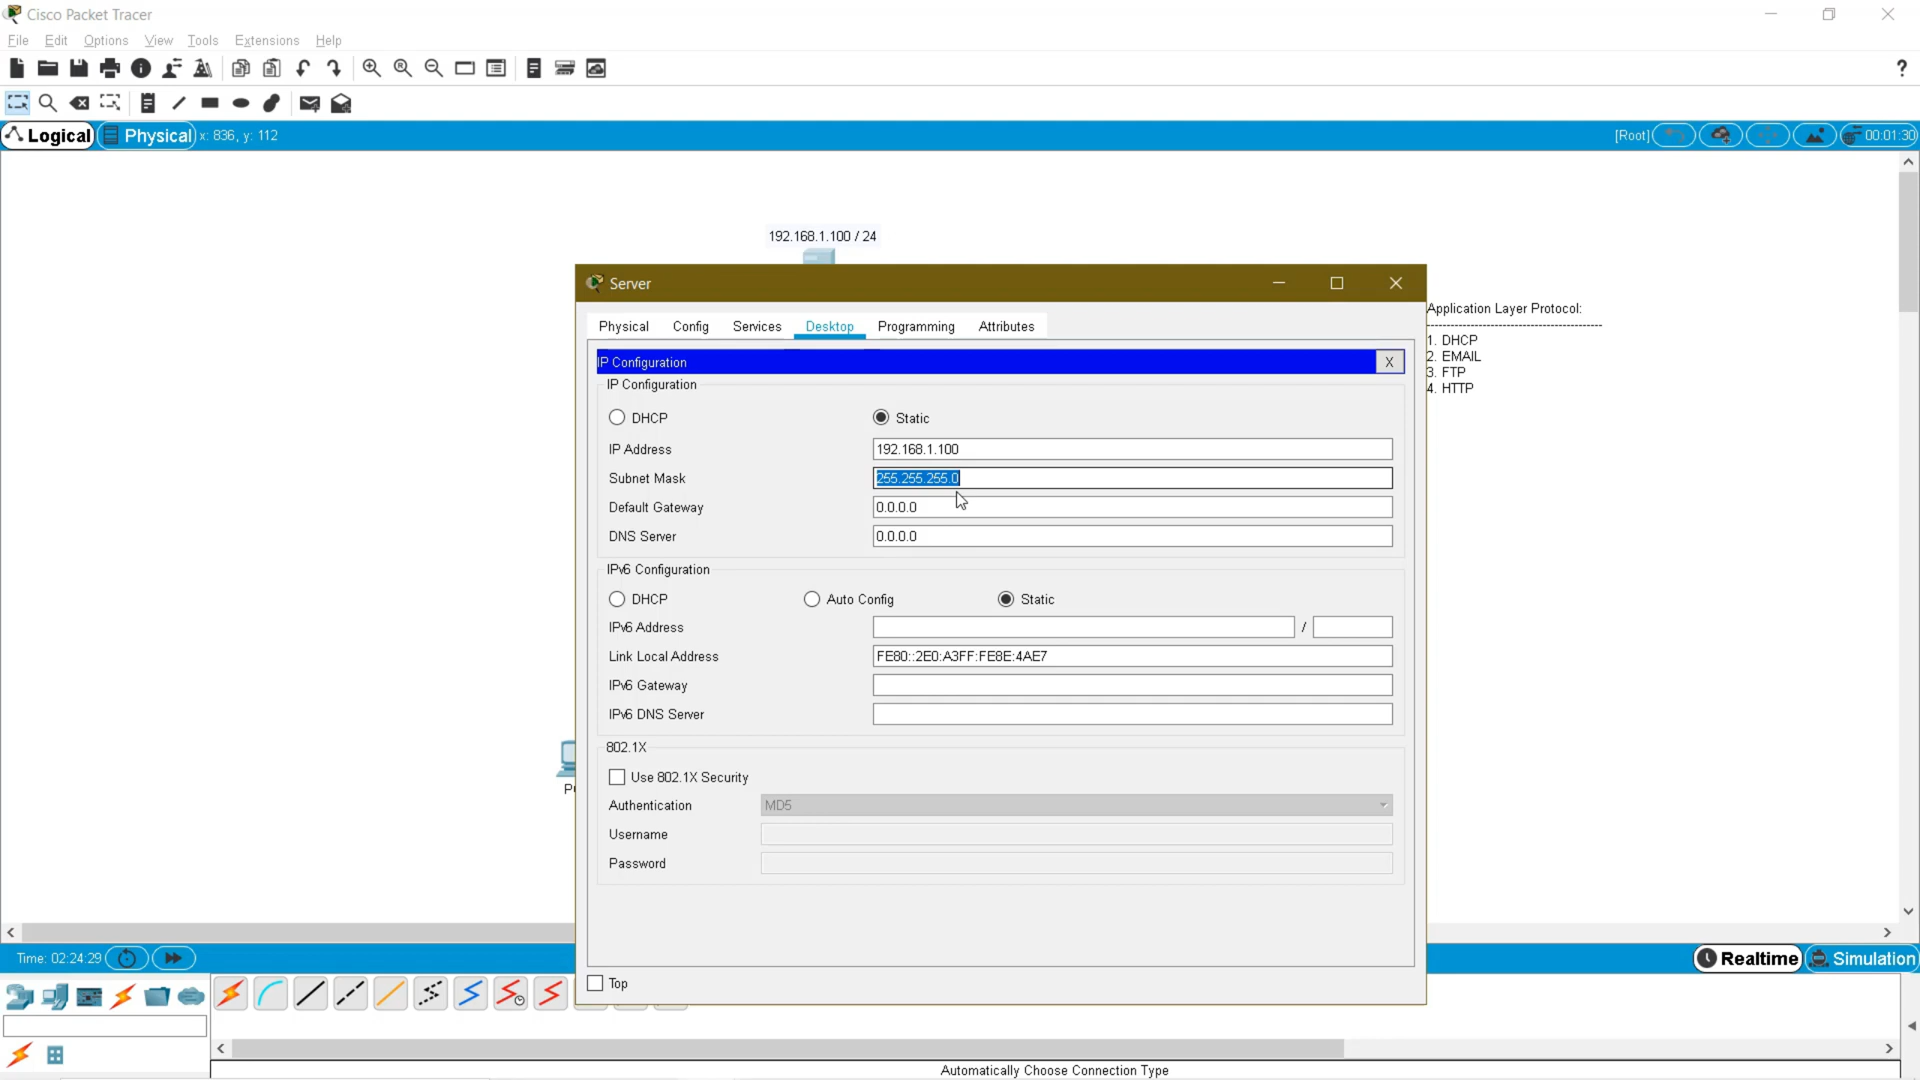 Cisco Packet Tracer
File Edit Options View Tools Extensions Help
?
Logical Physical x: 836, y: 112 [Root] 00:01:30
192.168.1.100 / 24
Server
Physical Config Services Desktop Programming Attributes
IP Configuration X
IP Configuration
DHCP Static
IP Address 192.168.1.100
Subnet Mask 255.255.255.0
Default Gateway 0.0.0.0
DNS Server 0.0.0.0
IPv6 Configuration
DHCP Auto Config Static
IPv6 Address /
Link Local Address FE80::2E0:A3FF:FE8E:4AE7
IPv6 Gateway
IPv6 DNS Server
802.1X
Use 802.1X Security
Authentication MD5
Username
Password
Top
Application Layer Protocol:
1. DHCP
2. EMAIL
3. FTP
4. HTTP
Time: 02:24:29 Realtime Simulation
Automatically Choose Connection Type